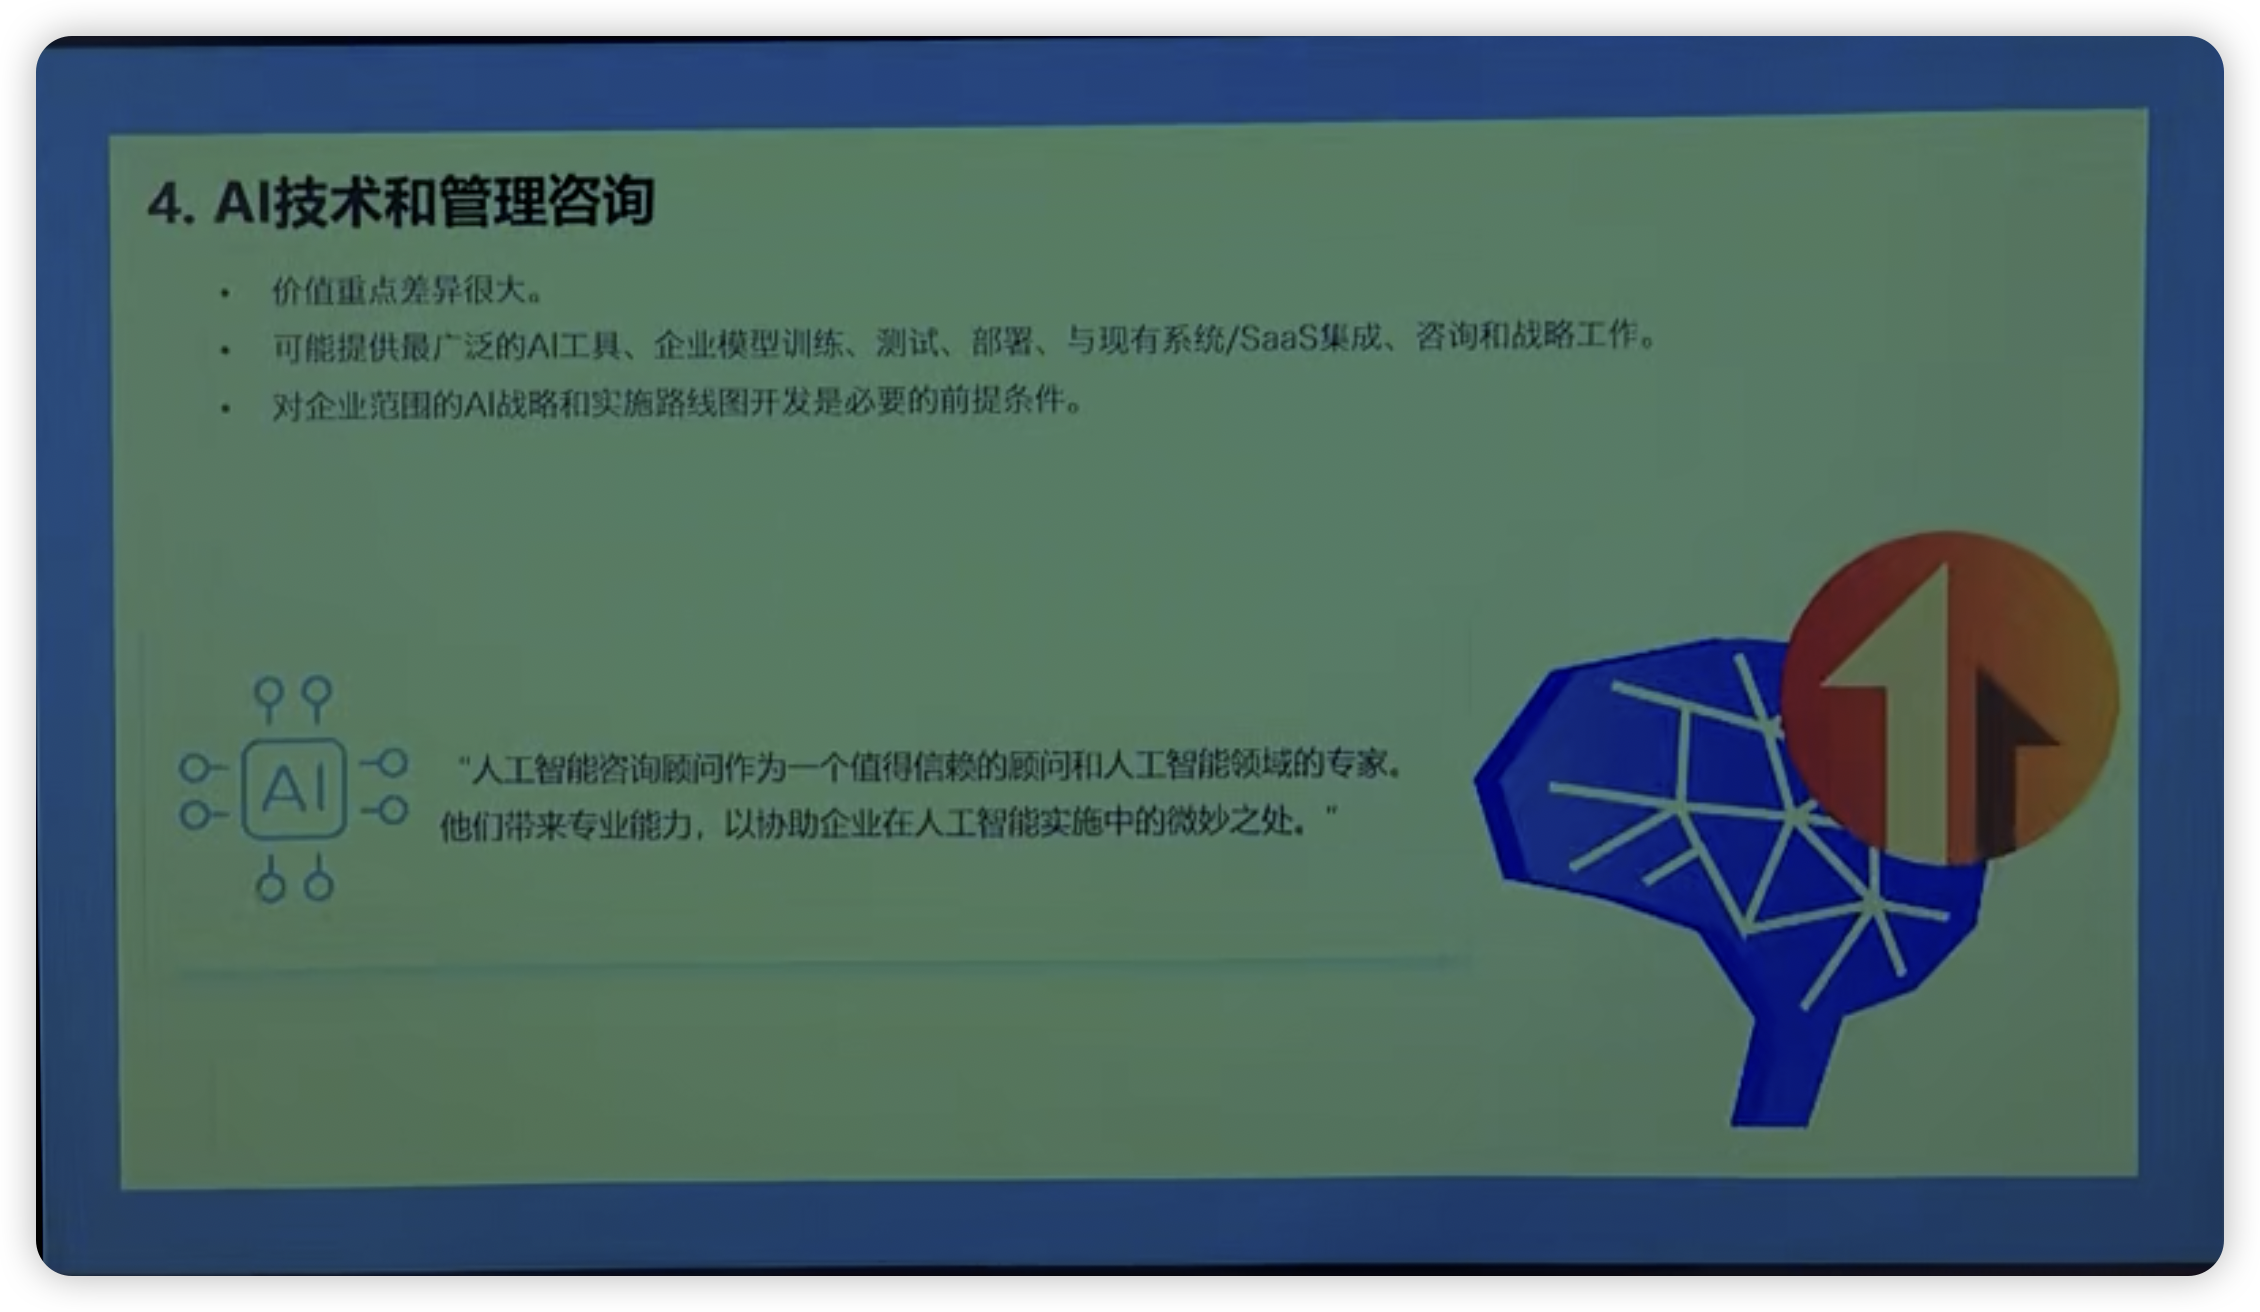 4. AI技术和管理咨询
• 价值重点差异很大。
• 可能提供最广泛的AI工具、企业模型训练、测试、部署、与现有系统/SaaS集成、咨询和战略工作。
• 对企业范围的AI战略和实施路线图开发是必要的前提条件。
AI
“人工智能咨询顾问作为一个值得信赖的顾问和人工智能领域的专家。
他们带来专业能力，以协助企业在人工智能实施中的微妙之处。”